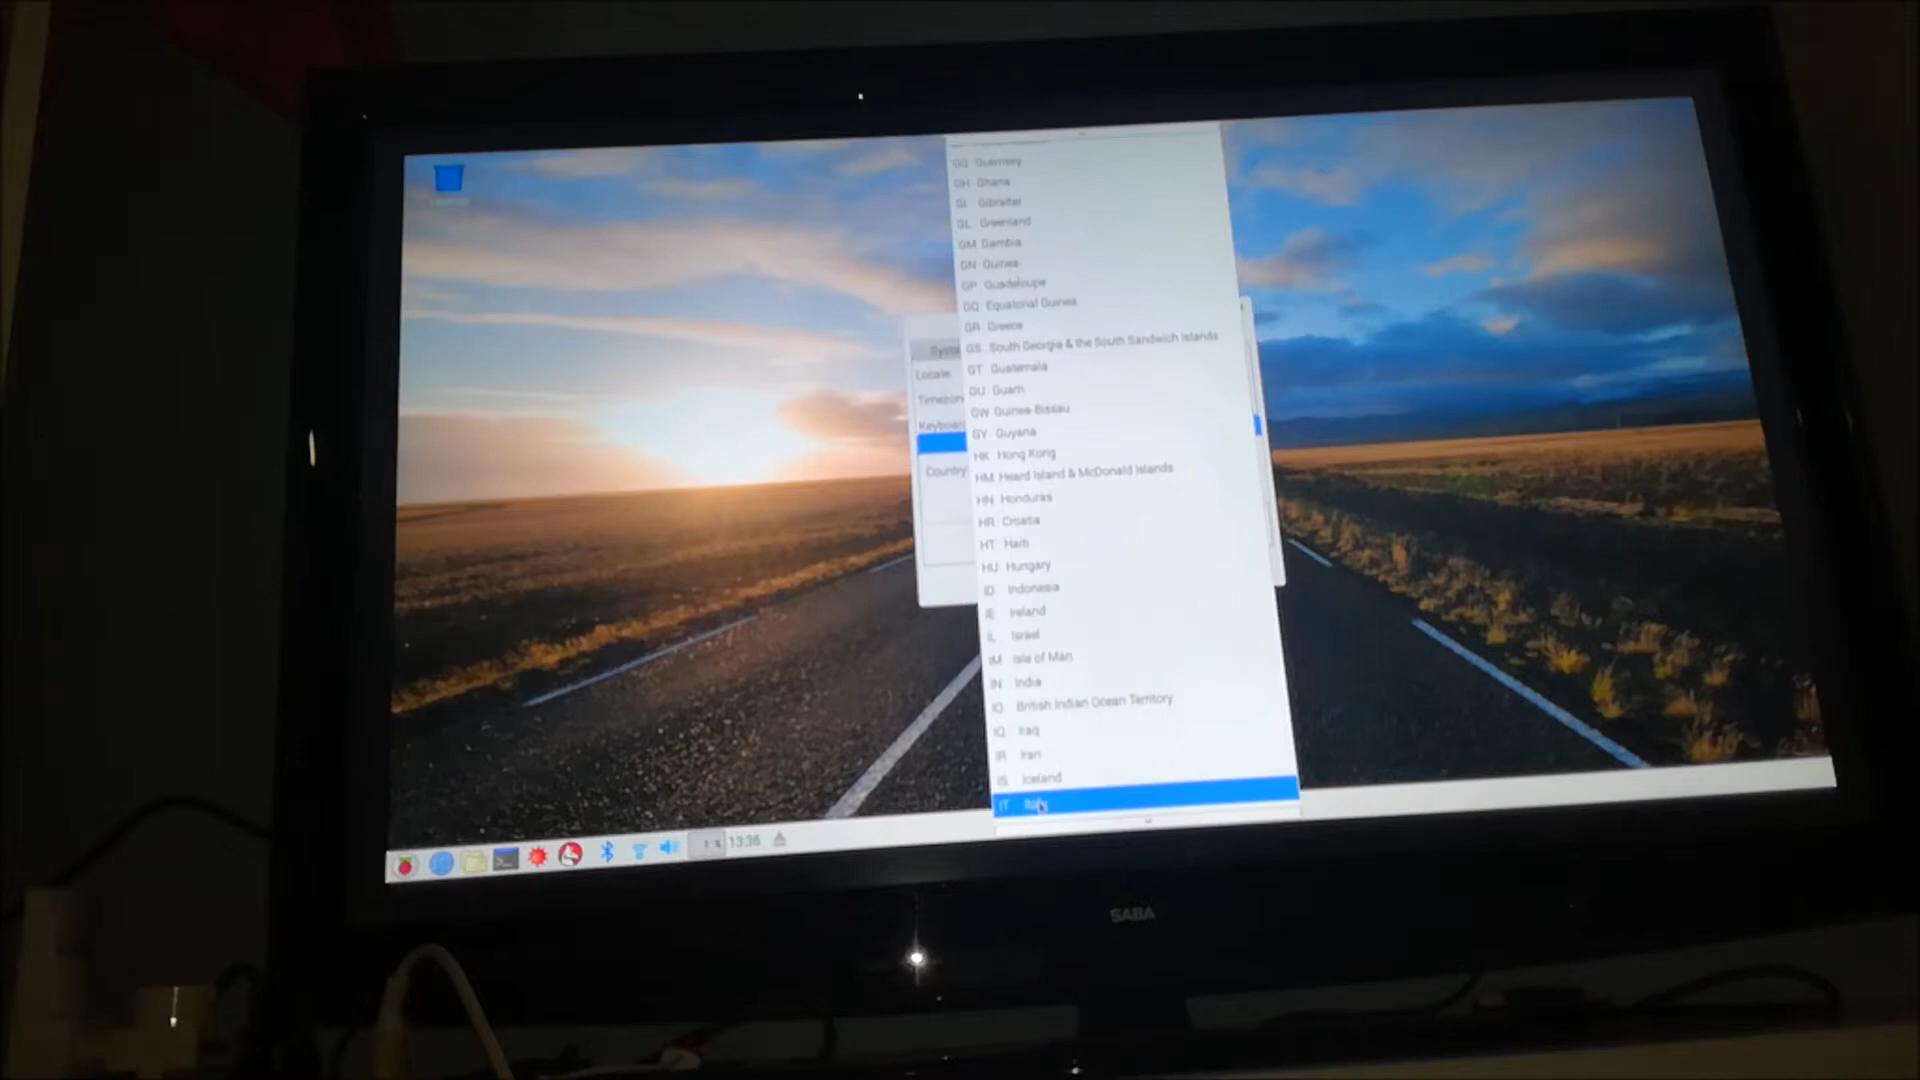 GG Guernsey
GH Ghana
GI Gibraltar
GL Greenland
GM Gambia
GN Guinea
GP Guadeloupe
GQ Equatorial Guinea
GR Greece
GS South Georgia & the South Sandwich Islands
GT Guatemala
GU Guam
GW Guinea-Bissau
GY Guyana
HK Hong Kong
HM Heard Island & McDonald Islands
HN Honduras
HR Croatia
HT Haiti
HU Hungary
ID Indonesia
IE Ireland
IL Israel
IM Isle of Man
IN India
IO British Indian Ocean Territory
IQ Iraq
IR Iran
IS Iceland
IT Italy
Locale
Country
13:36
SABA